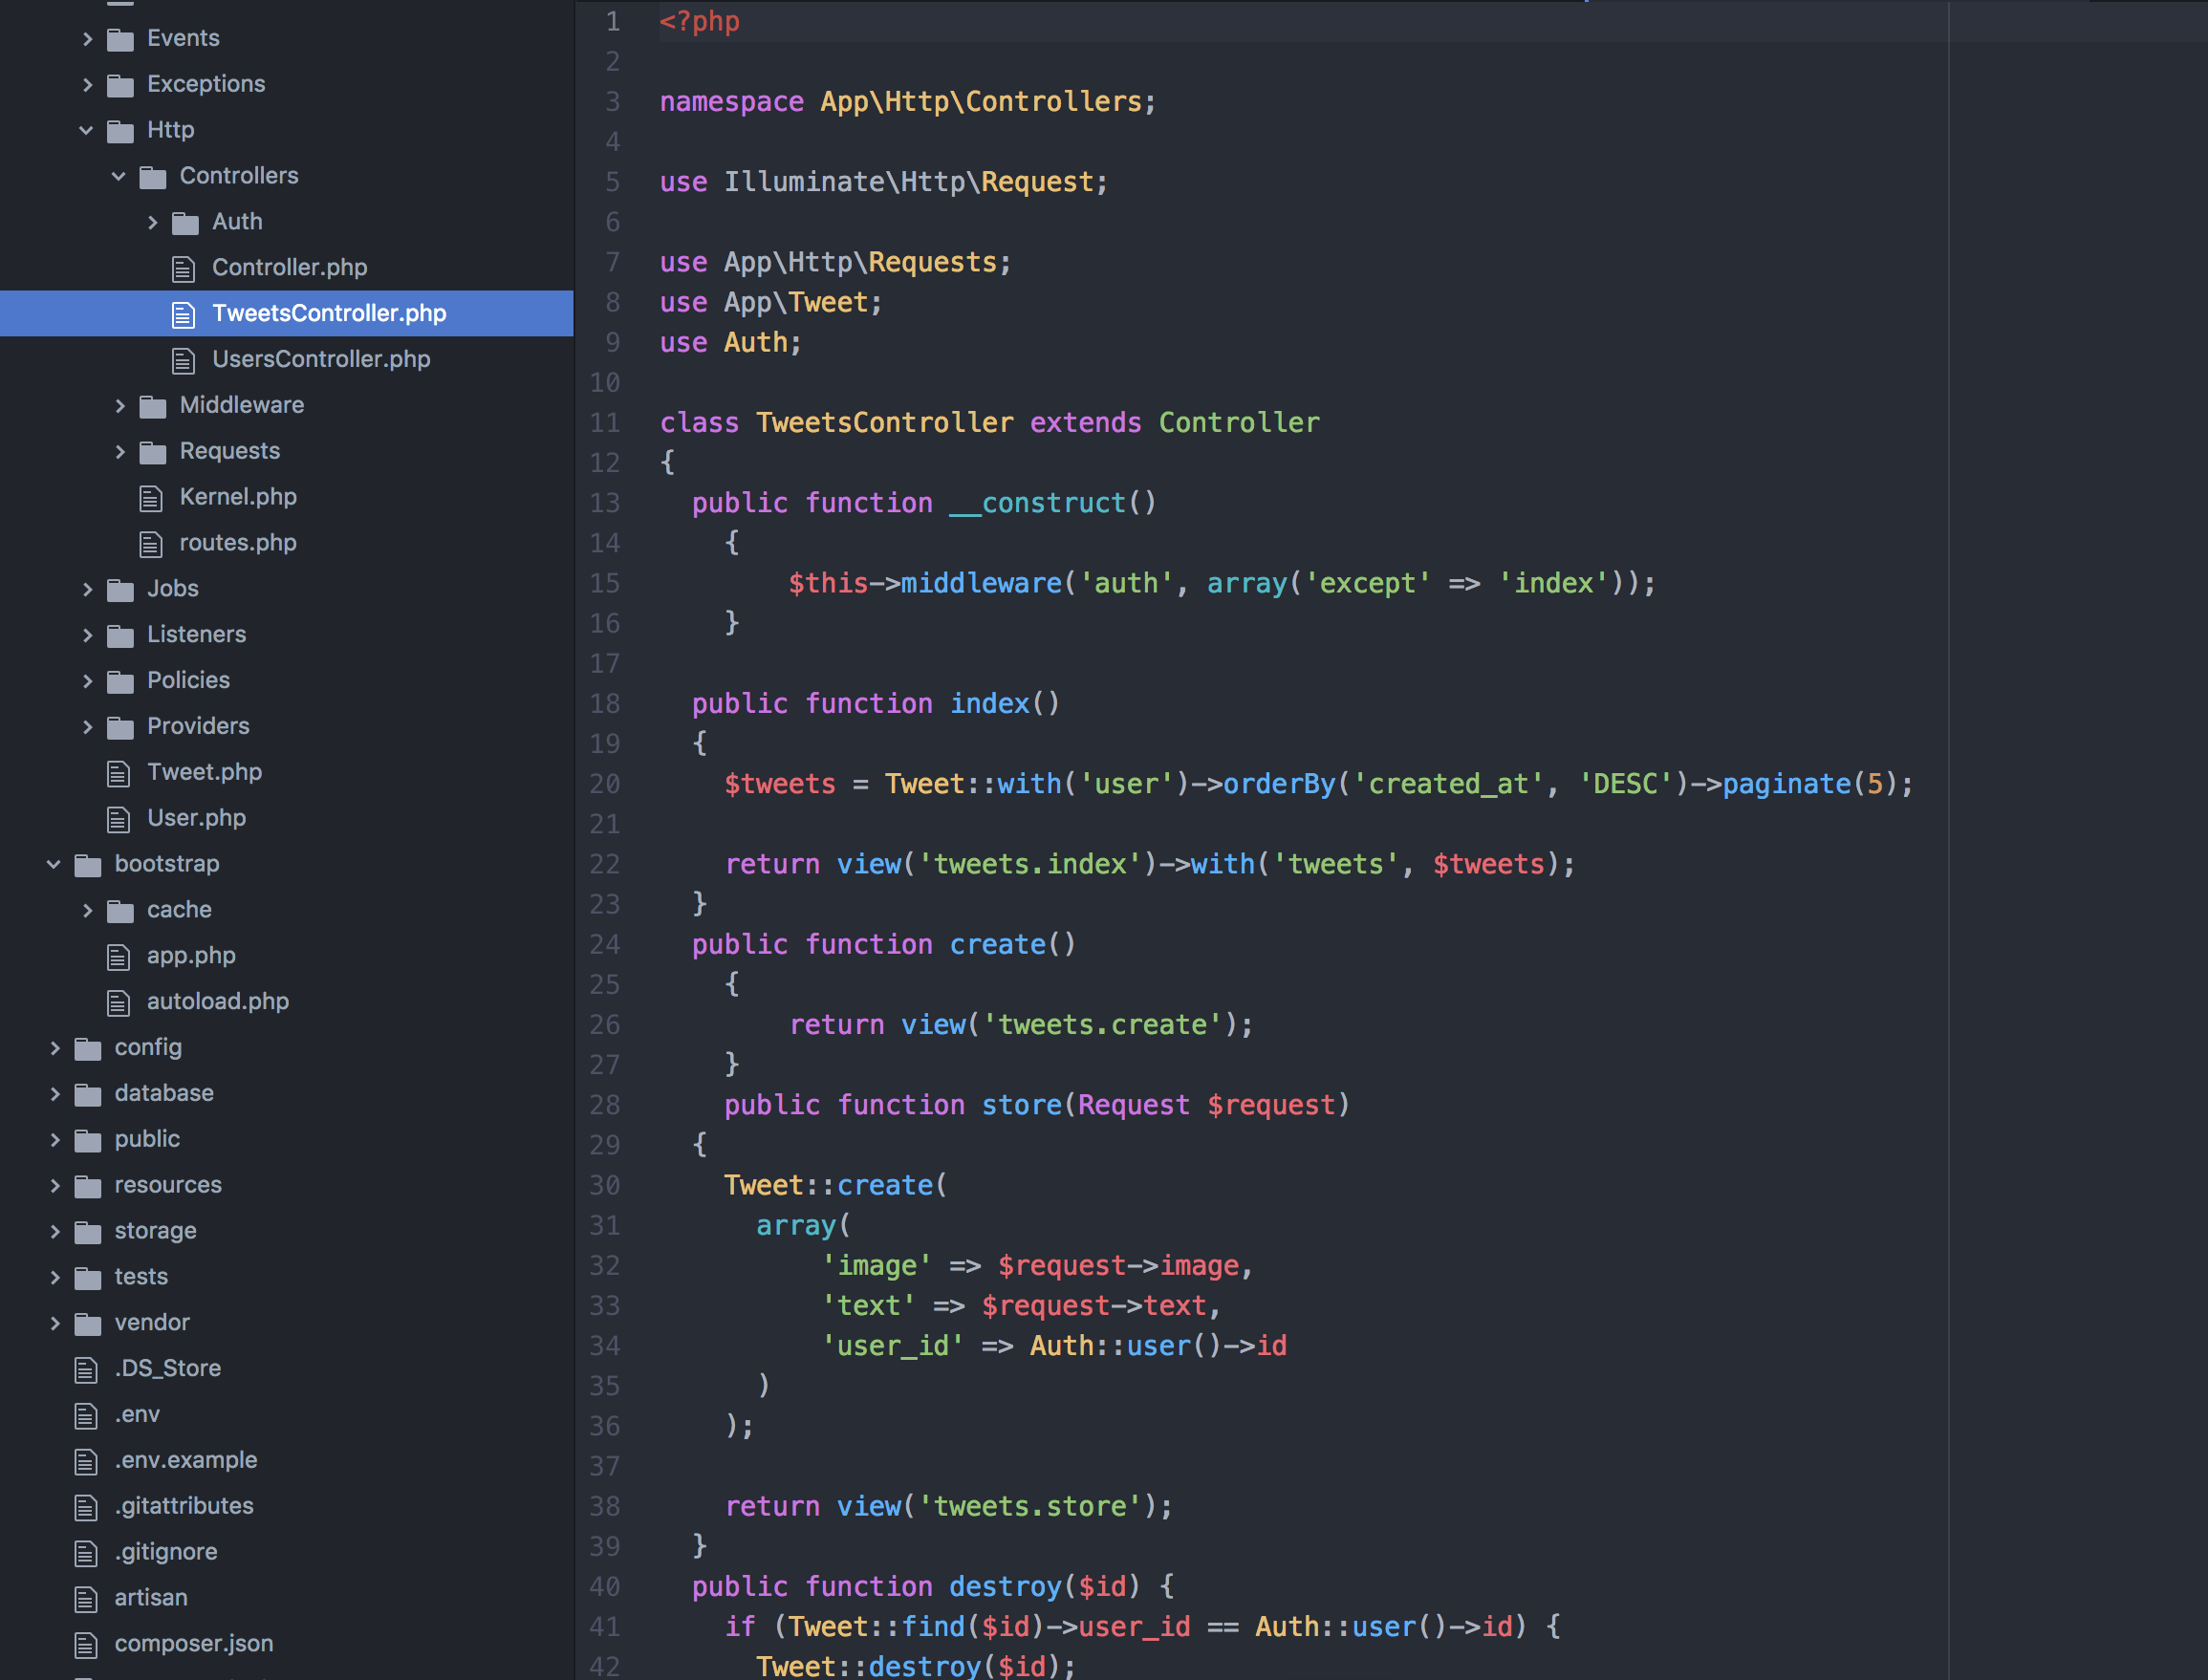 Events
Exceptions
Http
Controllers
Auth
Controller.php
TweetsController.php
UsersController.php
Middleware
Requests
Kernel.php
routes.php
Jobs
Listeners
Policies
Providers
Tweet.php
User.php
bootstrap
cache
app.php
autoload.php
config
database
public
resources
storage
tests
vendor
.DS_Store
.env
.env.example
.gitattributes
.gitignore
artisan
composer.json
1 <?php
2
3 namespace App\Http\Controllers;
4
5 use Illuminate\Http\Request;
6
7 use App\Http\Requests;
8 use App\Tweet;
9 use Auth;
10
11 class TweetsController extends Controller
12 {
13   public function __construct()
14     {
15         $this->middleware('auth', array('except' => 'index'));
16     }
17
18   public function index()
19   {
20     $tweets = Tweet::with('user')->orderBy('created_at', 'DESC')->paginate(5);
21
22     return view('tweets.index')->with('tweets', $tweets);
23   }
24   public function create()
25     {
26         return view('tweets.create');
27     }
28     public function store(Request $request)
29   {
30     Tweet::create(
31       array(
32           'image' => $request->image,
33           'text' => $request->text,
34           'user_id' => Auth::user()->id
35       )
36     );
37
38     return view('tweets.store');
39   }
40   public function destroy($id) {
41     if (Tweet::find($id)->user_id == Auth::user()->id) {
42       Tweet::destroy($id);